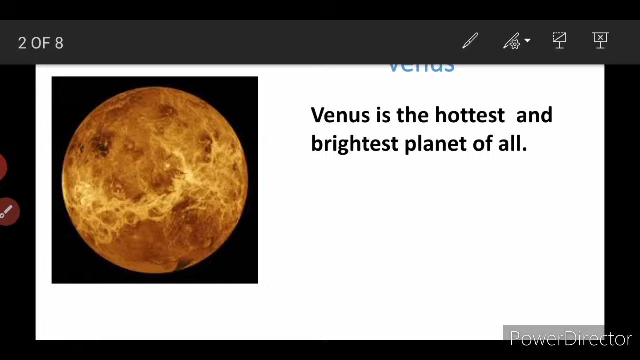 2 OF 8
Venus
Venus is the hottest and
brightest planet of all.
PowerDirector